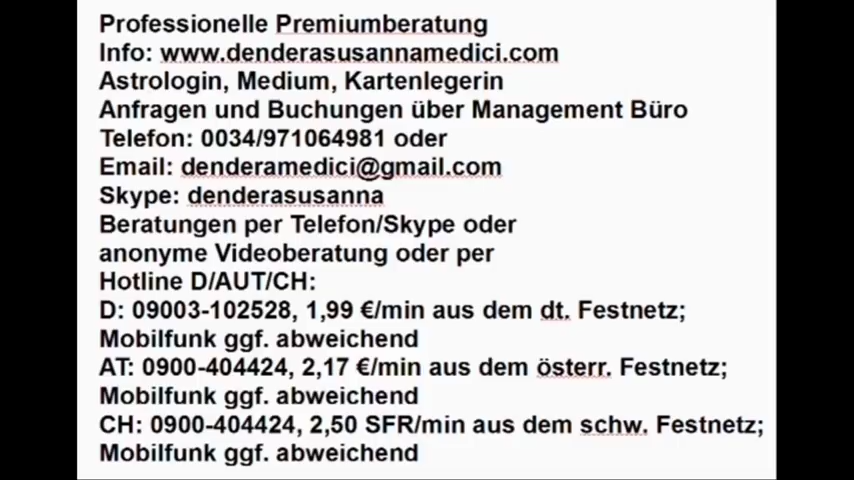 Professionelle Premiumberatung
Info: www.denderasusannamedici.com
Astrologin, Medium, Kartenlegerin
Anfragen und Buchungen über Management Büro
Telefon: 0034/971064981 oder
Email: denderamedici@gmail.com
Skype: denderasusanna
Beratungen per Telefon/Skype oder
anonyme Videoberatung oder per
Hotline D/AUT/CH:
D: 09003-102528, 1,99 €/min aus dem dt. Festnetz;
Mobilfunk ggf. abweichend
AT: 0900-404424, 2,17 €/min aus dem österr. Festnetz;
Mobilfunk ggf. abweichend
CH: 0900-404424, 2,50 SFR/min aus dem schw. Festnetz;
Mobilfunk ggf. abweichend